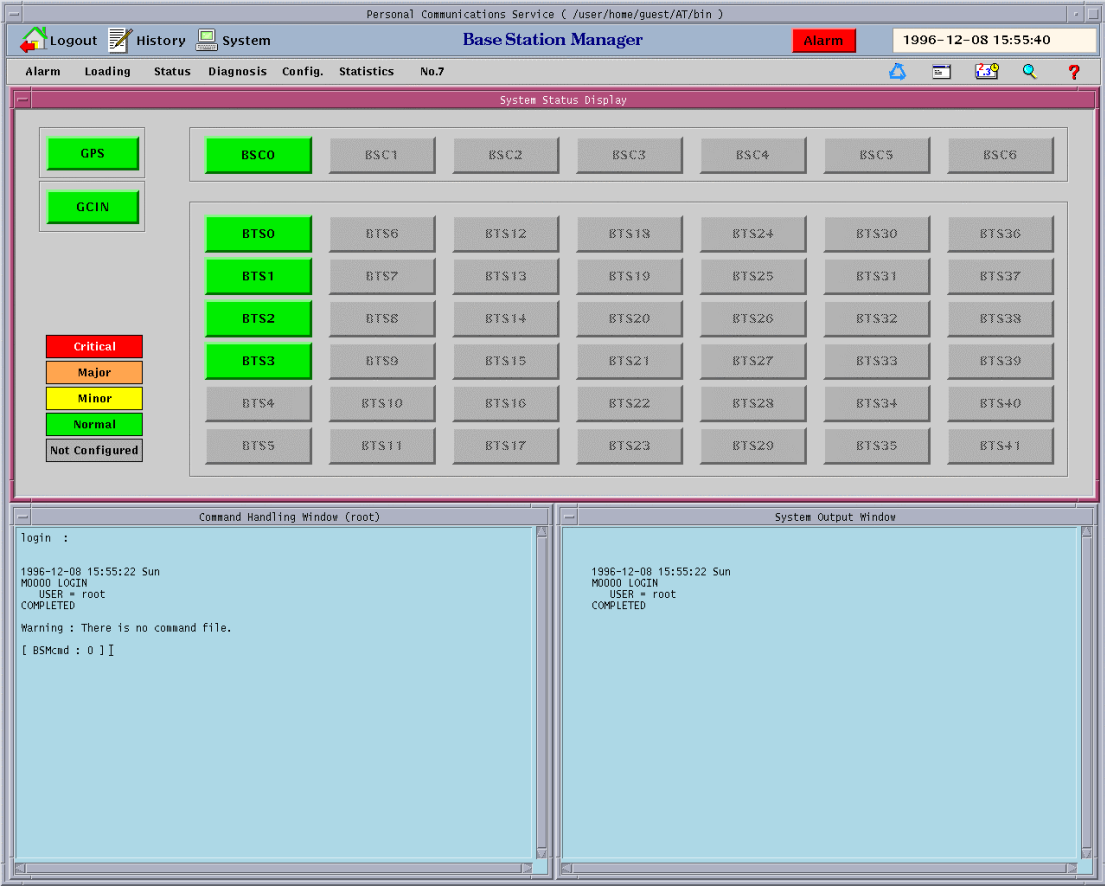 Personal Communications Service ( /user/home/guest/AT/bin )
Logout History System Base Station Manager Alarm 1996-12-08 15:55:40
Alarm Loading Status Diagnosis Config. Statistics No.7 ?
System Status Display
GPS
GCIN
BSC0 BSC1 BSC2 BSC3 BSC4 BSC5 BSC6
BTS0 BTS6 BTS12 BTS18 BTS24 BTS30 BTS36
BTS1 BTS7 BTS13 BTS19 BTS25 BTS31 BTS37
BTS2 BTS8 BTS14 BTS20 BTS26 BTS32 BTS38
BTS3 BTS9 BTS15 BTS21 BTS27 BTS33 BTS39
BTS4 BTS10 BTS16 BTS22 BTS28 BTS34 BTS40
BTS5 BTS11 BTS17 BTS23 BTS29 BTS35 BTS41
Critical
Major
Minor
Normal
Not Configured
Command Handling Window (root)
login :
1996-12-08 15:55:22 Sun
M0000 LOGIN
USER = root
COMPLETED
Warning : There is no command file.
[ BSMcmd : 0 ]
System Output Window
1996-12-08 15:55:22 Sun
M0000 LOGIN
USER = root
COMPLETED